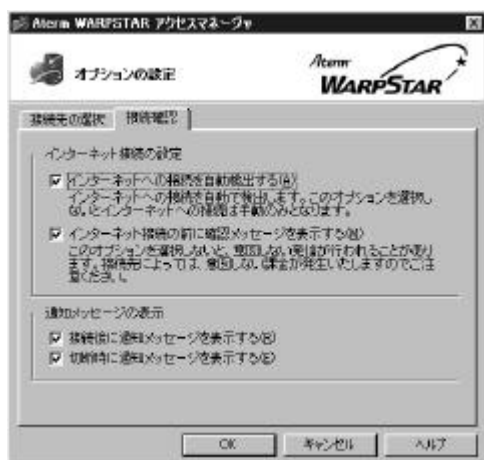 Aterm WARPSTAR アクセスマネージャ
オプションの設定
Aterm
WARPSTAR
接続先の選択 接続確認
インターネット接続の設定
インターネットへの接続を自動検出する(A)
インターネットへの接続を自動で検出します。このオプションを選択し
ないとインターネットへの接続は手動のみとなります。
インターネット接続の前に確認メッセージを表示する(M)
このオプションを選択しないと、意図しない発信が行われることがあり
ます。接続先によっては、意図しない課金が発生いたしますのでご注
意ください。
通知メッセージの表示
接続後に通知メッセージを表示する(R)
切断時に通知メッセージを表示する(E)
OK キャンセル ヘルプ